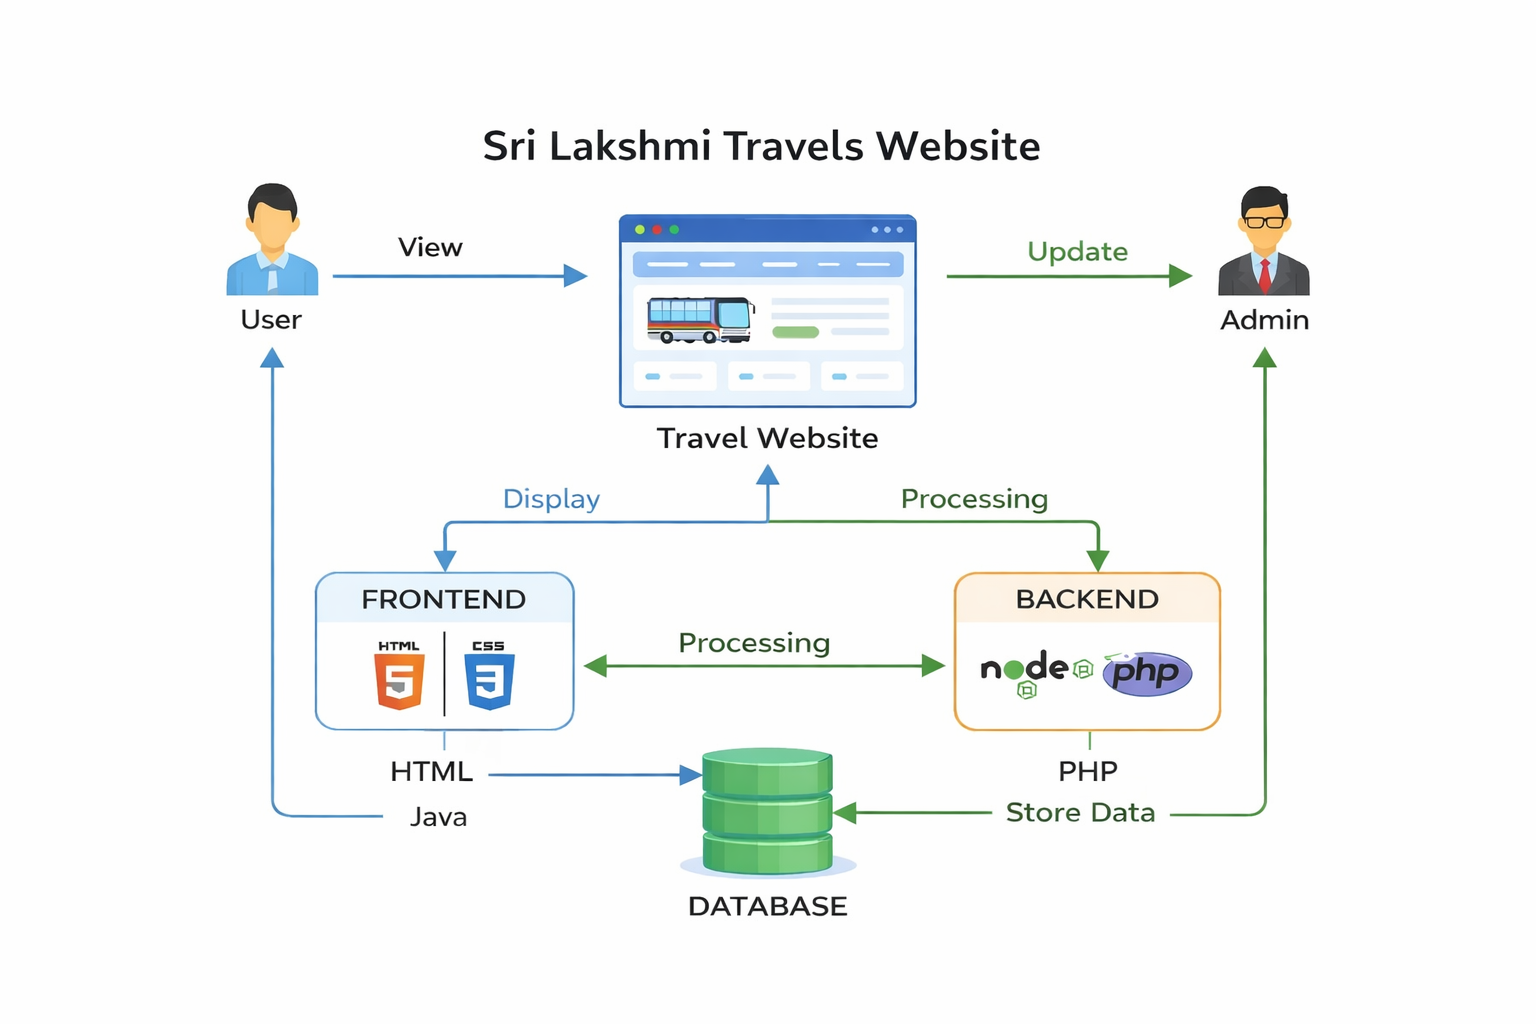 Sri Lakshmi Travels Website
View
Update
User
Admin
Travel Website
Display
Processing
FRONTEND
BACKEND
HTML
CSS
Processing
node
php
HTML
PHP
Java
Store Data
DATABASE